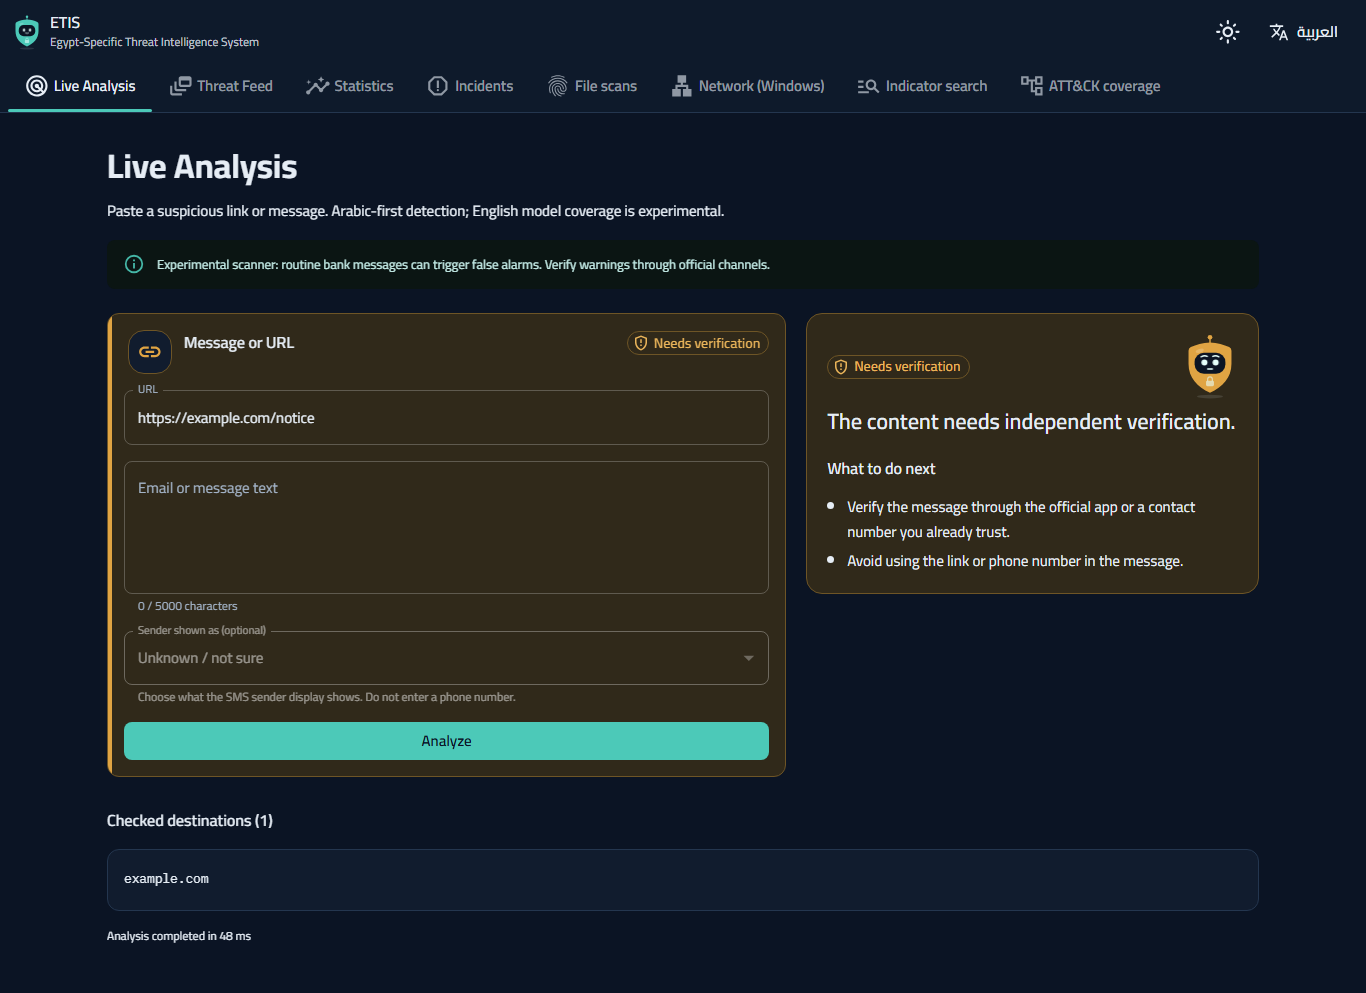 ETIS
Egypt-Specific Threat Intelligence System
العربية
Live Analysis
Threat Feed
Statistics
Incidents
File scans
Network (Windows)
Indicator search
ATT&CK coverage
Live Analysis
Paste a suspicious link or message. Arabic-first detection; English model coverage is experimental.
Experimental scanner: routine bank messages can trigger false alarms. Verify warnings through official channels.
Message or URL
Needs verification
URL
https://example.com/notice
Email or message text
0 / 5000 characters
Sender shown as (optional)
Unknown / not sure
Choose what the SMS sender display shows. Do not enter a phone number.
Analyze
Needs verification
The content needs independent verification.
What to do next
Verify the message through the official app or a contact
number you already trust.
Avoid using the link or phone number in the message.
Checked destinations (1)
example.com
Analysis completed in 48 ms